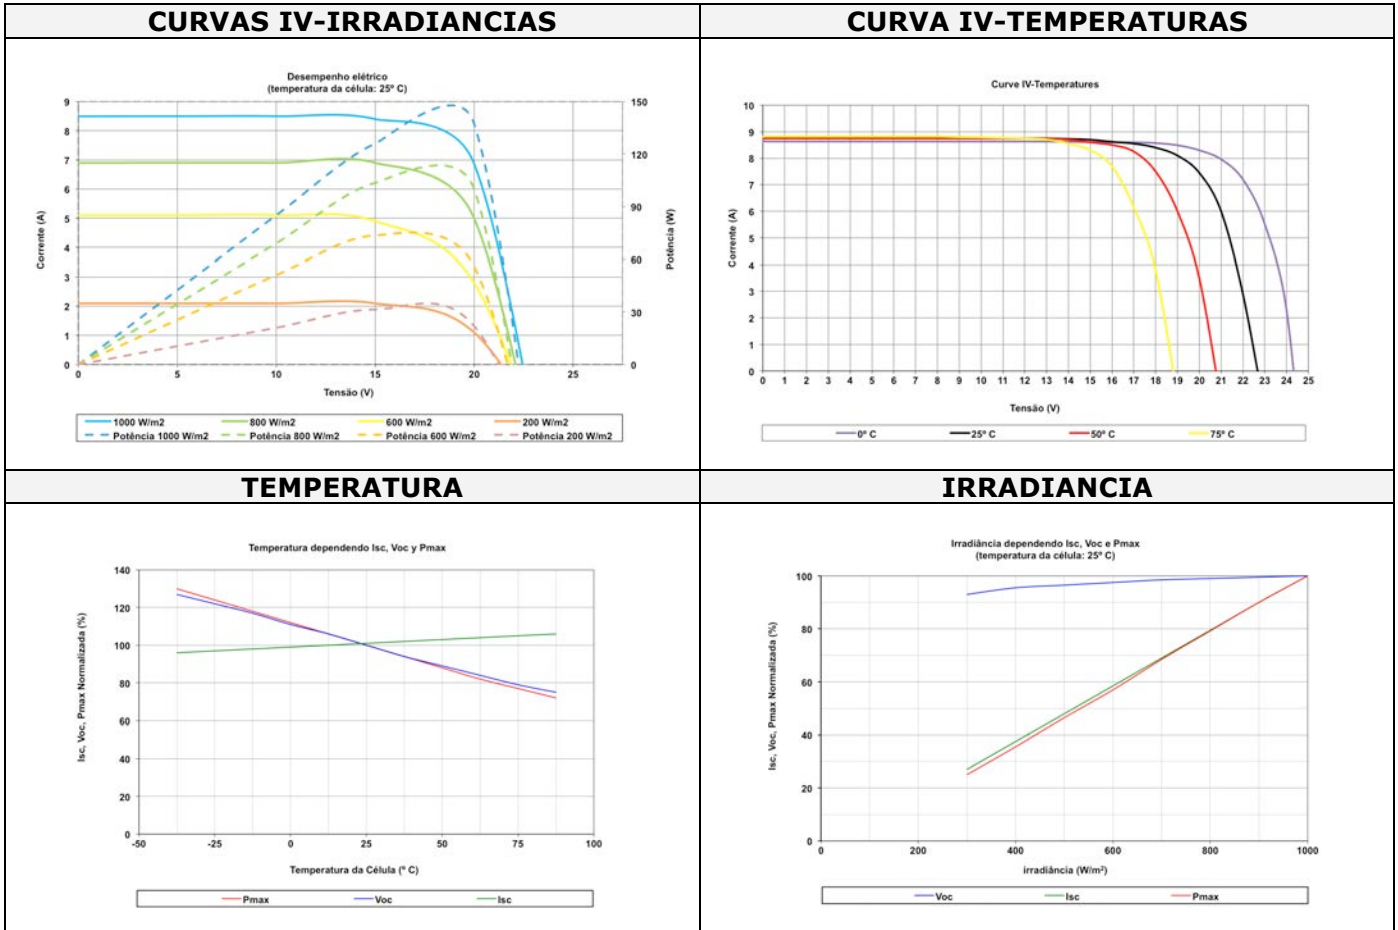 CURVAS IV-IRRADIANCIAS
Desempenho elétrico
(temperatura da célula: 25º C)
9
8
7
6
5
4
3
2
1
0
150
120
90
60
30
0
0 5 10 15 20 25
Corrente (A)
Potência (W)
Tensão (V)
1000 W/m2 800 W/m2 600 W/m2 200 W/m2
Potência 1000 W/m2 Potência 800 W/m2 Potência 600 W/m2 Potência 200 W/m2
CURVA IV-TEMPERATURAS
Curve IV-Temperatures
10
9
8
7
6
5
4
3
2
1
0
0 1 2 3 4 5 6 7 8 9 10 11 12 13 14 15 16 17 18 19 20 21 22 23 24 25
Corrente (A)
Tensão (V)
0º C 25º C 50º C 75º C
TEMPERATURA
Temperatura dependendo Isc, Voc y Pmax
140
120
100
80
60
40
20
0
-50 -25 0 25 50 75 100
Isc, Voc, Pmax Normalizada (%)
Temperatura da Célula (º C)
Pmax Voc Isc
IRRADIANCIA
Irradiância dependendo Isc, Voc e Pmax
(temperatura da célula: 25º C)
100
80
60
40
20
0
0 200 400 600 800 1000
Isc, Voc, Pmax Normalizada (%)
irradiância (W/m²)
Voc Isc Pmax